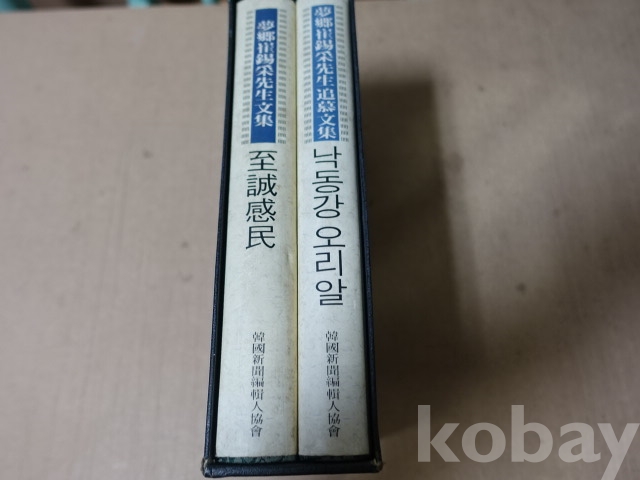 夢鄕崔錫采先生文集
至誠感民
韓國新聞編輯人協會
夢鄕崔錫采先生追慕文集
낙동강 오리알
韓國新聞編輯人協會
kobay